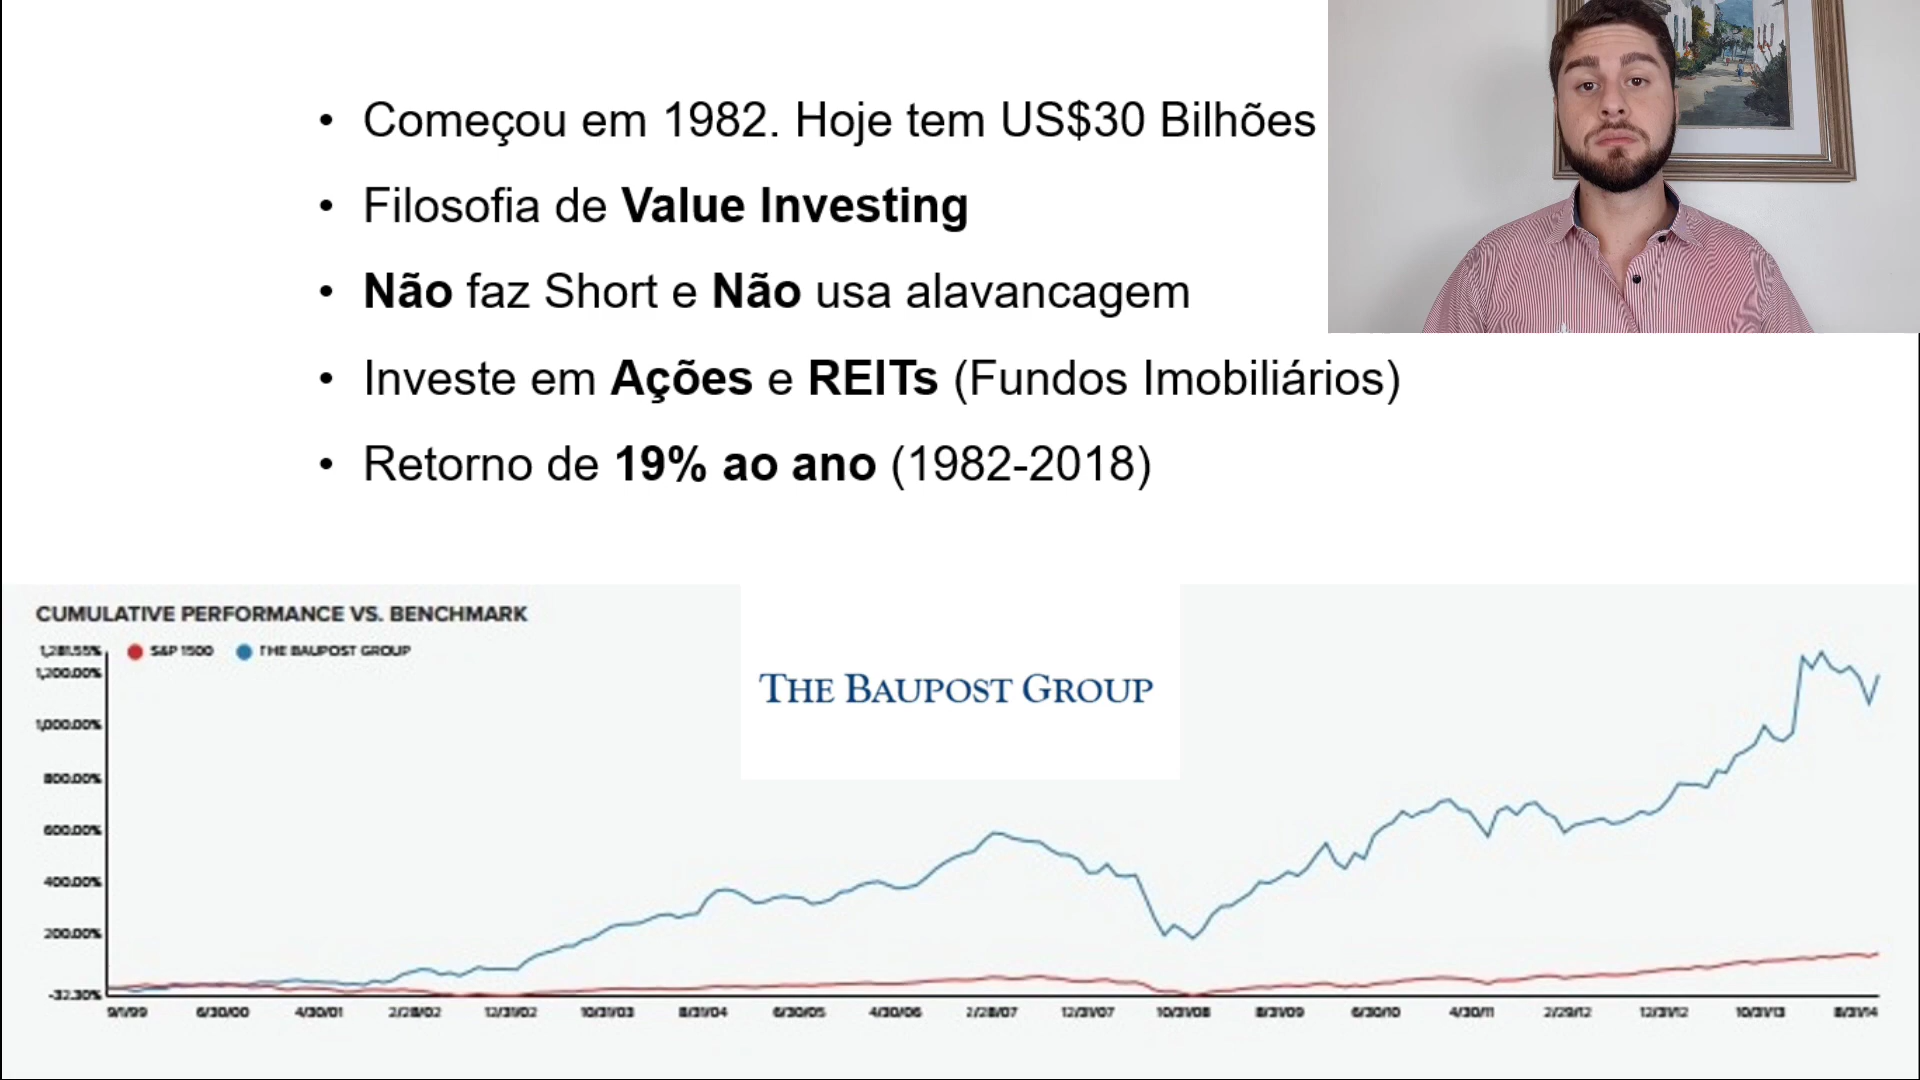 • Começou em 1982. Hoje tem US$30 Bilhões
• Filosofia de Value Investing
• Não faz Short e Não usa alavancagem
• Investe em Ações e REITs (Fundos Imobiliários)
• Retorno de 19% ao ano (1982-2018)
CUMULATIVE PERFORMANCE VS. BENCHMARK
S&P 1500 THE BAUPOST GROUP
THE BAUPOST GROUP
1,281.55%
1,200.00%
1,000.00%
800.00%
600.00%
400.00%
200.00%
-32.30%
9/1/99 6/30/00 4/30/01 2/28/02 12/31/02 10/31/03 8/31/04 6/30/05 4/30/06 2/28/07 12/31/07 10/31/08 8/31/09 6/30/10 4/30/11 2/29/12 12/31/12 10/31/13 8/31/14